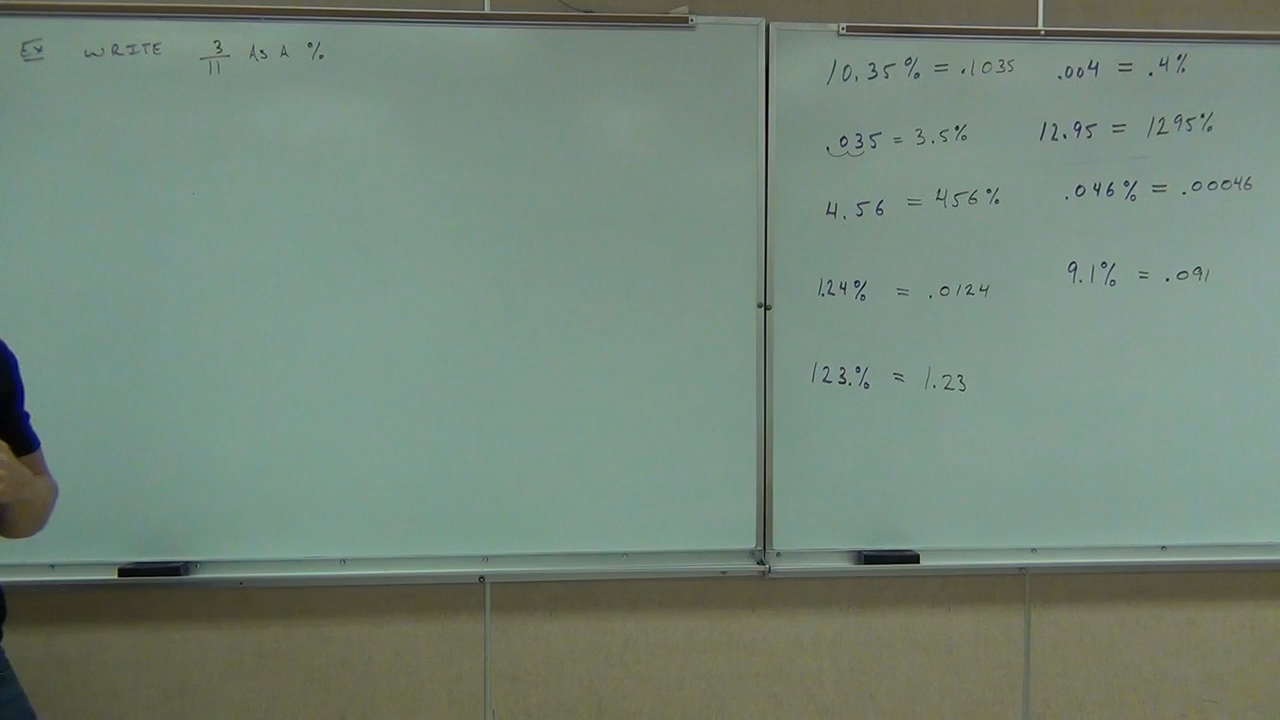 Ex WRITE 3/11 AS A %
10.35% = .1035 .004 = .4%
.035 = 3.5% 12.95 = 1295%
4.56 = 456% .046% = .00046
1.24% = .0124 9.1% = .091
123.% = 1.23